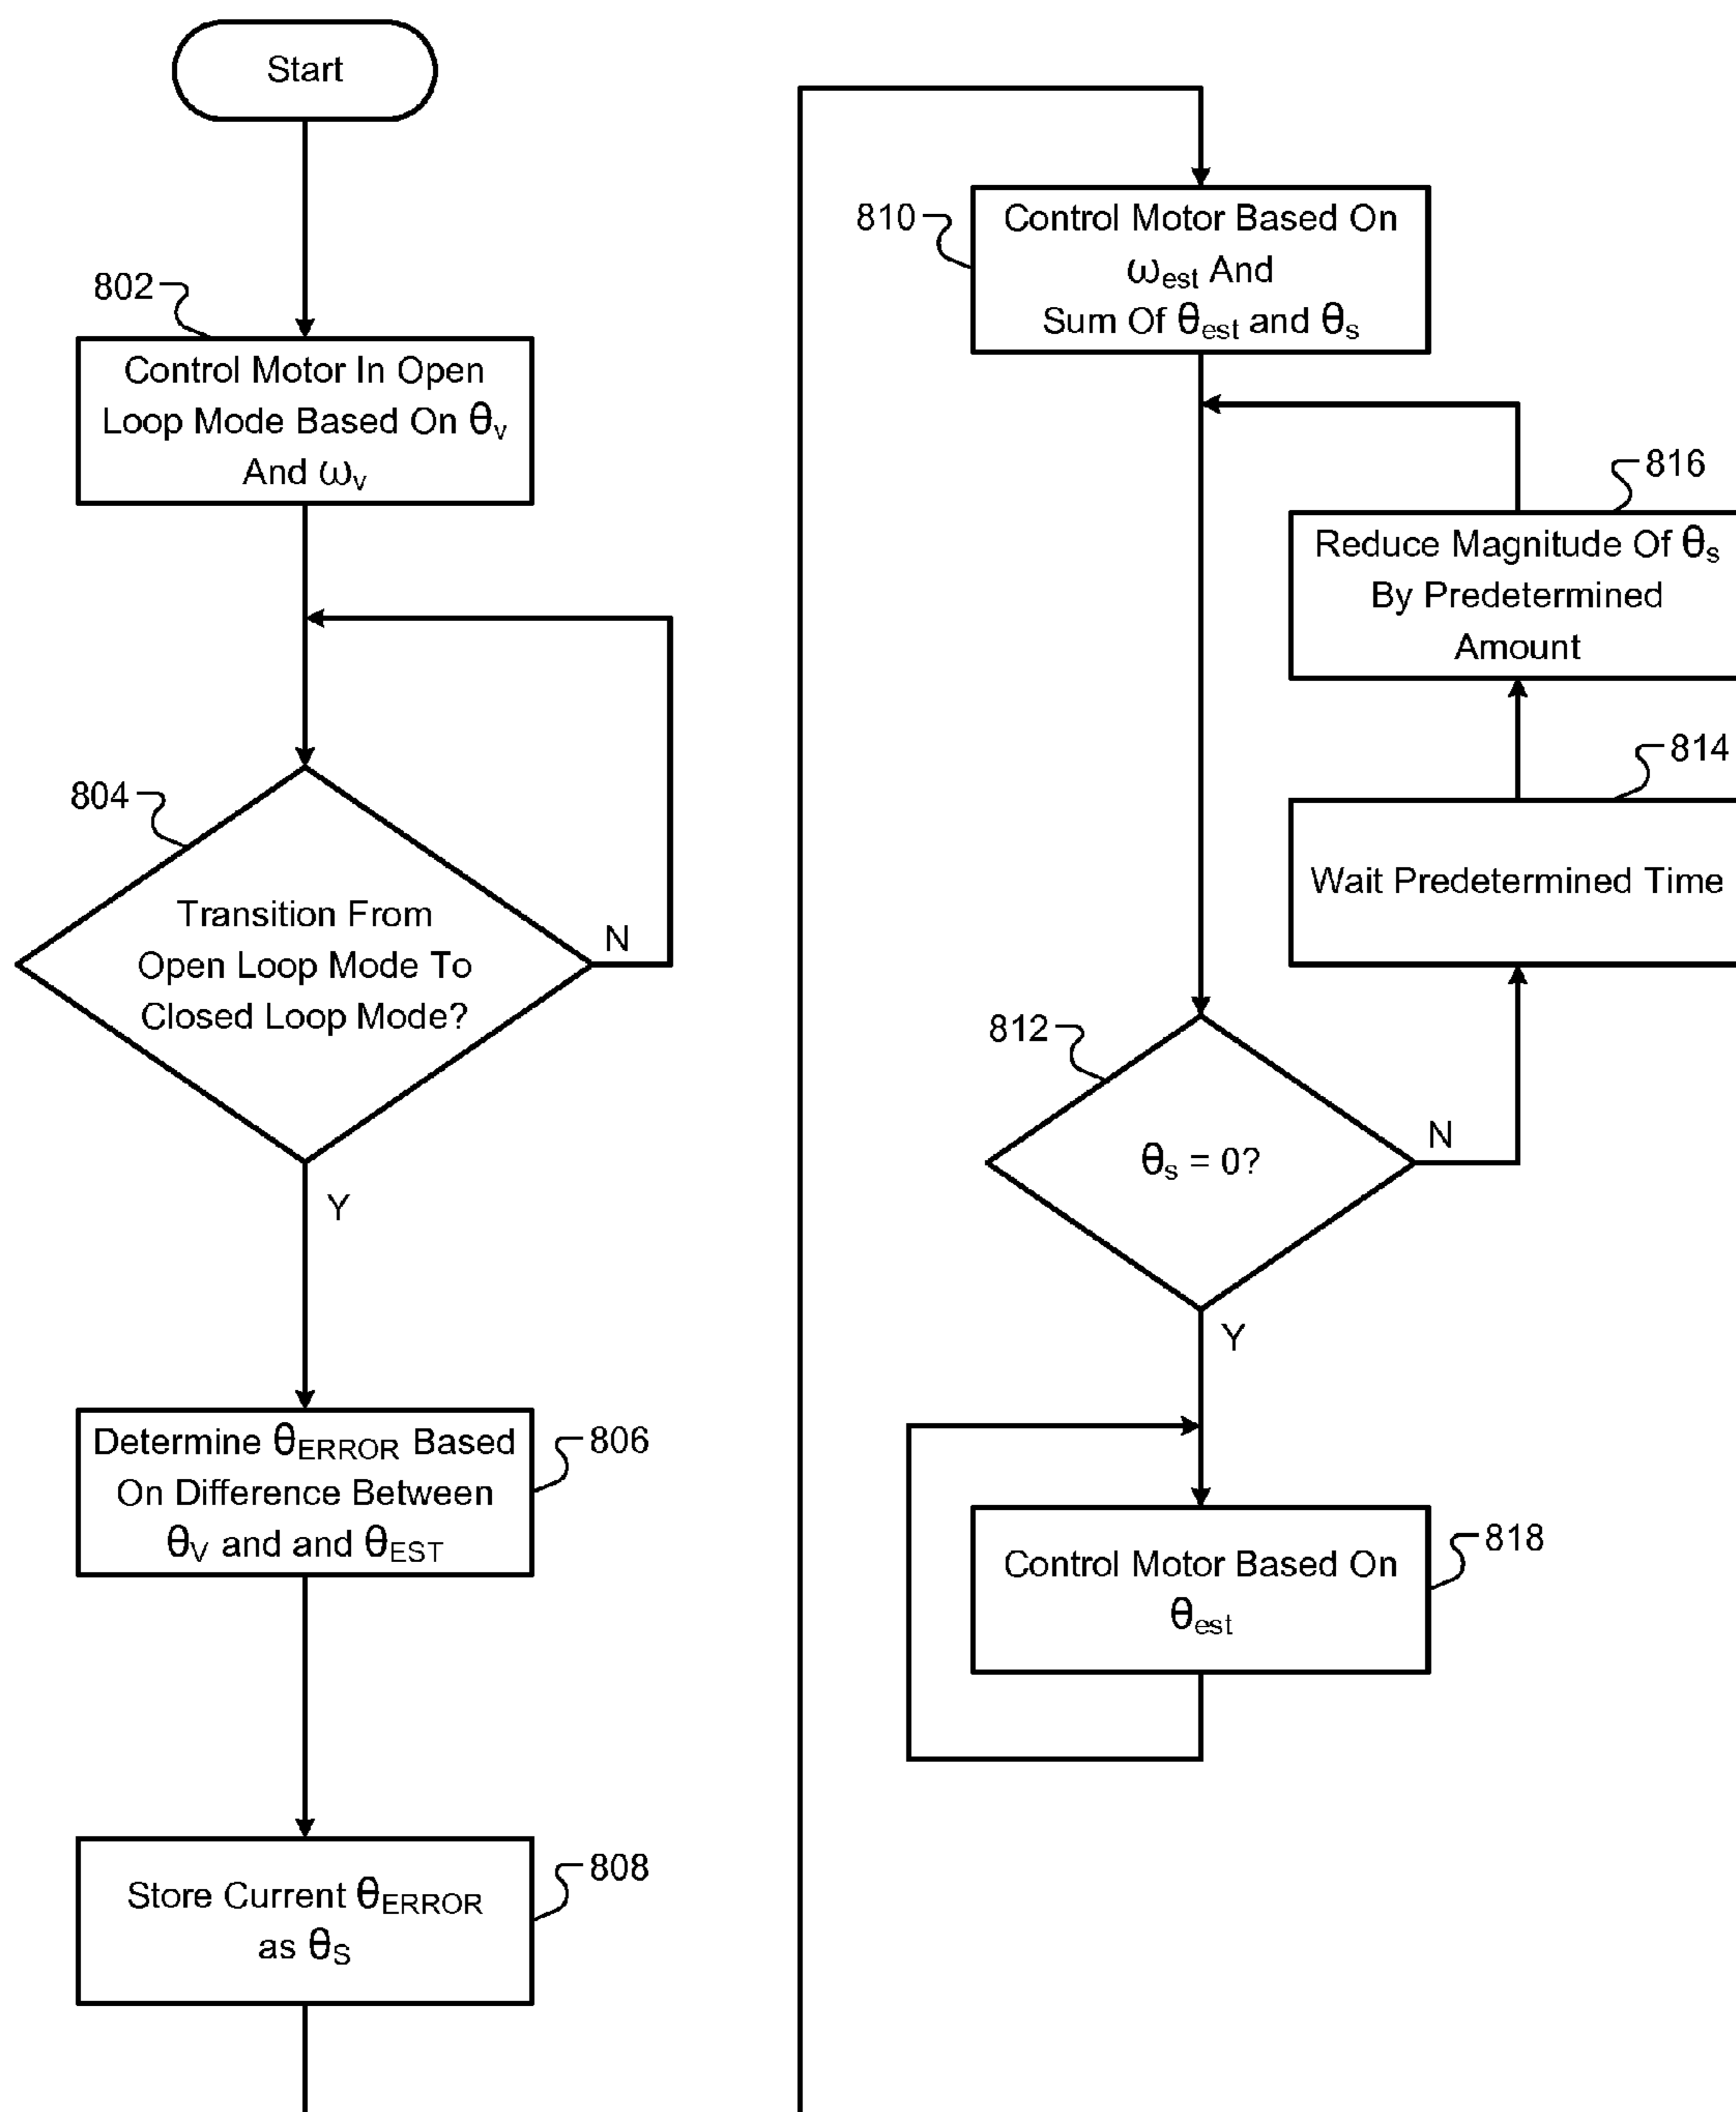 Start
802
Control Motor In Open
Loop Mode Based On θv
And ωv
804
Transition From
Open Loop Mode To
Closed Loop Mode?
N
Y
Determine θERROR Based
On Difference Between
θV and and θEST
806
Store Current θERROR
as θS
808
810
Control Motor Based On
ωest And
Sum Of θest and θs
816
Reduce Magnitude Of θs
By Predetermined
Amount
814
Wait Predetermined Time
812
θs = 0?
N
Y
Control Motor Based On
θest
818